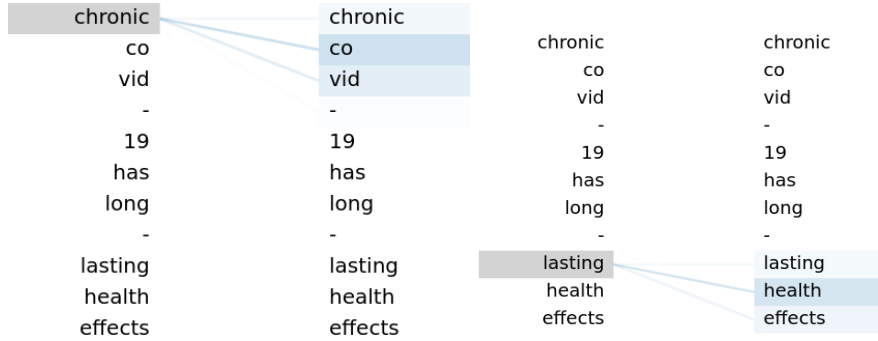 chronic chronic
co co
vid vid
- -
19 19
has has
long long
- -
lasting lasting
health health
effects effects
chronic chronic
co co
vid vid
- -
19 19
has has
long long
- -
lasting lasting
health health
effects effects